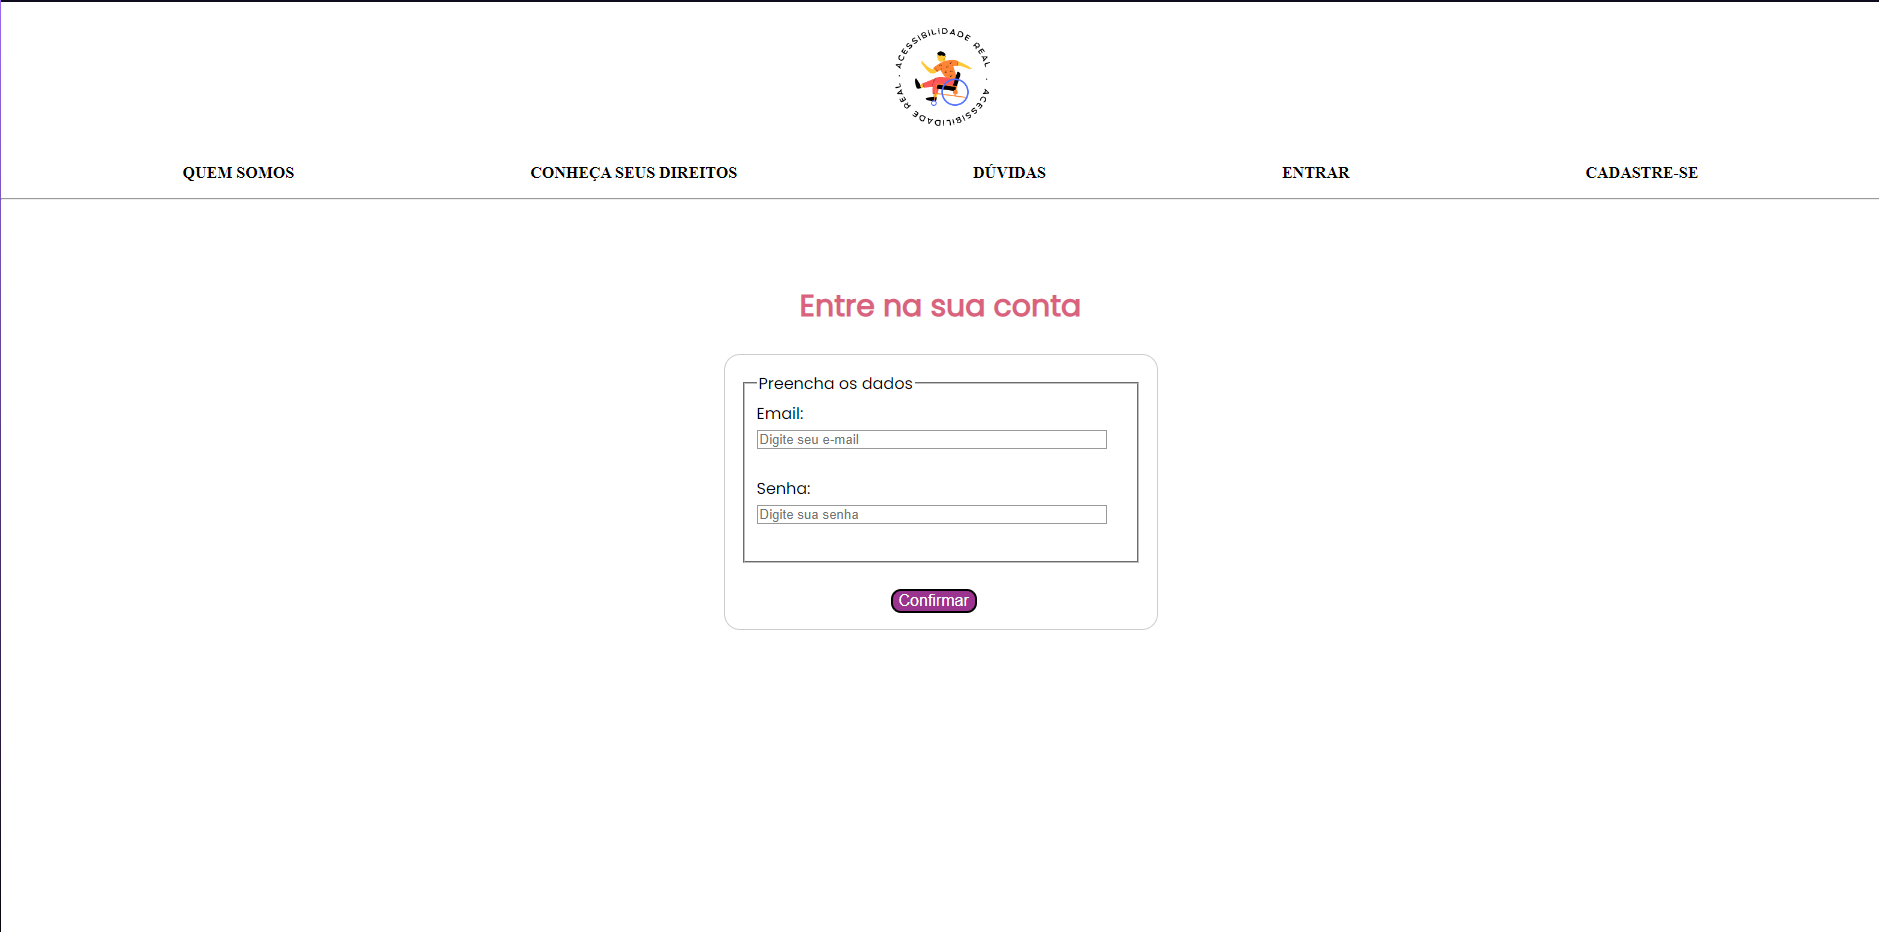 ACESSIBILIDADE REAL · ACESSIBILIDADE REAL ·
QUEM SOMOS
CONHEÇA SEUS DIREITOS
DÚVIDAS
ENTRAR
CADASTRE-SE
Entre na sua conta
Preencha os dados
Email:
Digite seu e-mail
Senha:
Digite sua senha
Confirmar